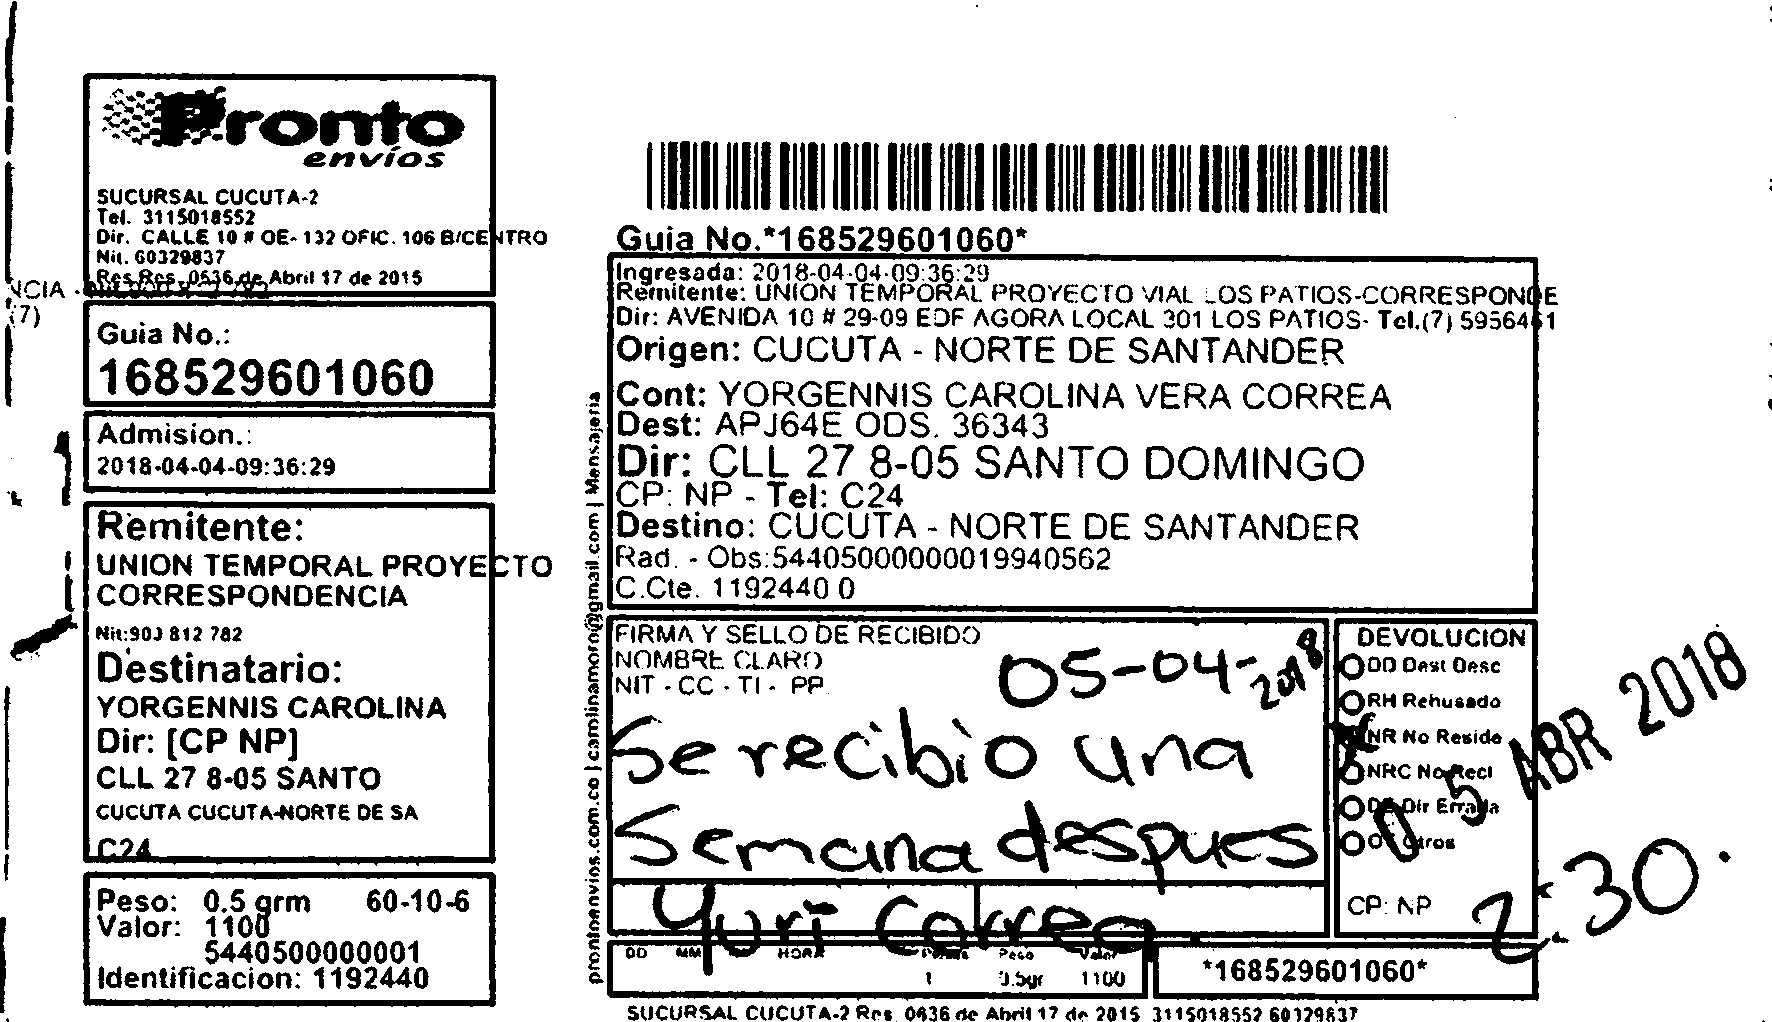 Pronto
envíos
SUCURSAL CUCUTA-2
Tel. 3115018552
Dir. CALLE 10 # OE- 132 OFIC. 106 B/CENTRO
Nit. 60329837
Res.Res. 0636 de Abril 17 de 2015
NCIA -
(7)
Guia No.:
168529601060
Admision.:
2018-04-04-09:36:29
Remitente:
UNION TEMPORAL PROYECTO
CORRESPONDENCIA
Nit:900 812 782
Destinatario:
YORGENNIS CAROLINA
Dir: [CP NP]
CLL 27 8-05 SANTO
CUCUTA CUCUTA-NORTE DE SA
C24
Peso: 0.5 grm 60-10-6
Valor: 1100
5440500000001
Identificacion: 1192440
prontoenvios.com.co | carolinamoro@gmail.com | Mensajeria
Guia No.*168529601060*
Ingresada: 2018-04-04-09:36:29
Remitente: UNION TEMPORAL PROYECTO VIAL LOS PATIOS-CORRESPONDE
Dir: AVENIDA 10 # 29-09 EDF AGORA LOCAL 301 LOS PATIOS- Tel.(7) 5956461
Origen: CUCUTA - NORTE DE SANTANDER
Cont: YORGENNIS CAROLINA VERA CORREA
Dest: APJ64E ODS. 36343
Dir: CLL 27 8-05 SANTO DOMINGO
CP: NP - Tel: C24
Destino: CUCUTA - NORTE DE SANTANDER
Rad. - Obs:544050000000019940562
C.Cte. 1192440 0
FIRMA Y SELLO DE RECIBIDO
NOMBRE CLARO
NIT - CC - TI - PP
05-04-2018
Se recibio una
Semana despues
Yuri Correa
DEVOLUCION
DD Dest Desc
RH Rehusado
NR No Reside
NRC No Recl
DE Dir Errada
OT Otros
CP: NP
05 ABR 2018
2:30.
DD MM HORA Peso Valor
1 0.5gr 1100
*168529601060*
SUCURSAL CUCUTA-2 Res. 0636 de Abril 17 de 2015 3115018552 60329837